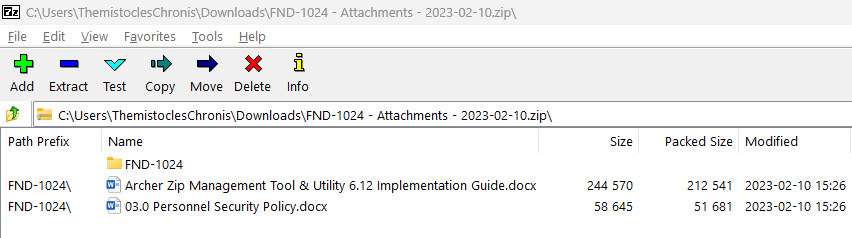 C:\Users\ThemistoclesChronis\Downloads\FND-1024 - Attachments - 2023-02-10.zip\
File Edit View Favorites Tools Help
Add Extract Test Copy Move Delete Info
C:\Users\ThemistoclesChronis\Downloads\FND-1024 - Attachments - 2023-02-10.zip\
Path Prefix Name Size Packed Size Modified
FND-1024
FND-1024\ Archer Zip Management Tool & Utility 6.12 Implementation Guide.docx 244 570 212 541 2023-02-10 15:26
FND-1024\ 03.0 Personnel Security Policy.docx 58 645 51 681 2023-02-10 15:26